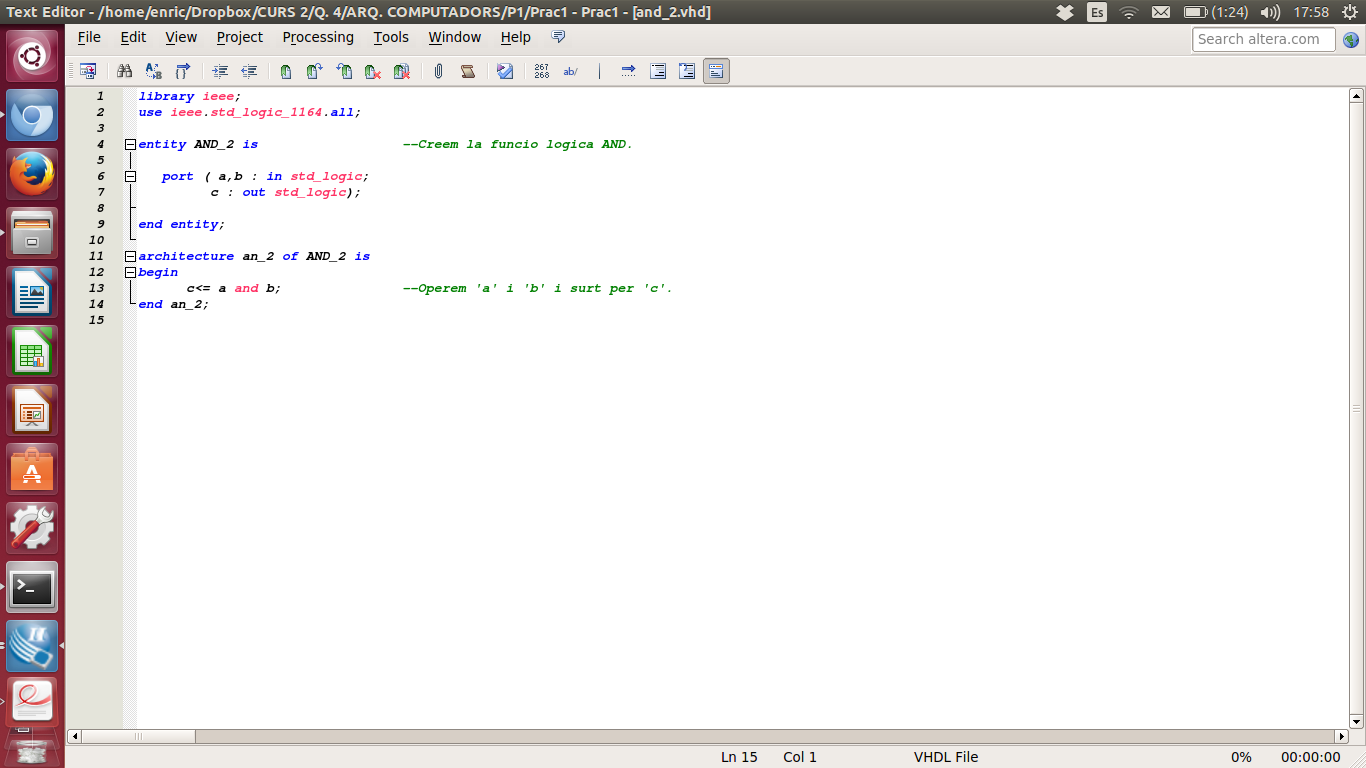 Text Editor - /home/enric/Dropbox/CURS 2/Q. 4/ARQ. COMPUTADORS/P1/Prac1 - Prac1 - [and_2.vhd]
Es (1:24) 17:58
File Edit View Project Processing Tools Window Help Search altera.com
267 268 ab/
1 library ieee;
2 use ieee.std_logic_1164.all;
3
4 entity AND_2 is --Creem la funcio logica AND.
5
6 port ( a,b : in std_logic;
7 c : out std_logic);
8
9 end entity;
10
11 architecture an_2 of AND_2 is
12 begin
13 c<= a and b; --Operem 'a' i 'b' i surt per 'c'.
14 end an_2;
15
Ln 15 Col 1 VHDL File 0% 00:00:00